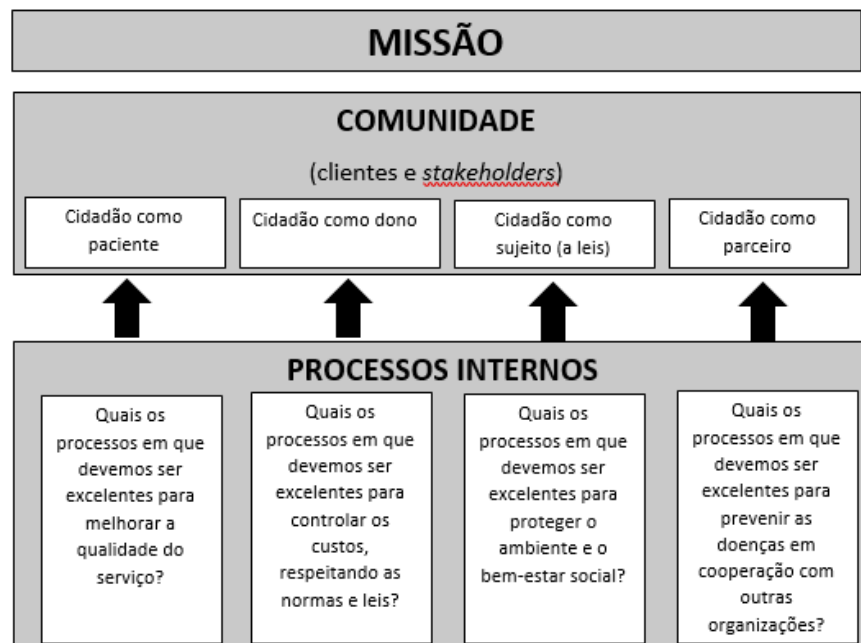 MISSÃO
COMUNIDADE
(clientes e stakeholders)
Cidadão como
paciente
Cidadão como dono
Cidadão como
sujeito (a leis)
Cidadão como
parceiro
PROCESSOS INTERNOS
Quais os
processos em que
devemos ser
excelentes para
melhorar a
qualidade do
serviço?
Quais os
processos em que
devemos ser
excelentes para
controlar os
custos,
respeitando as
normas e leis?
Quais os
processos em que
devemos ser
excelentes para
proteger o
ambiente e o
bem-estar social?
Quais os
processos em que
devemos ser
excelentes para
prevenir as
doenças em
cooperação com
outras
organizações?